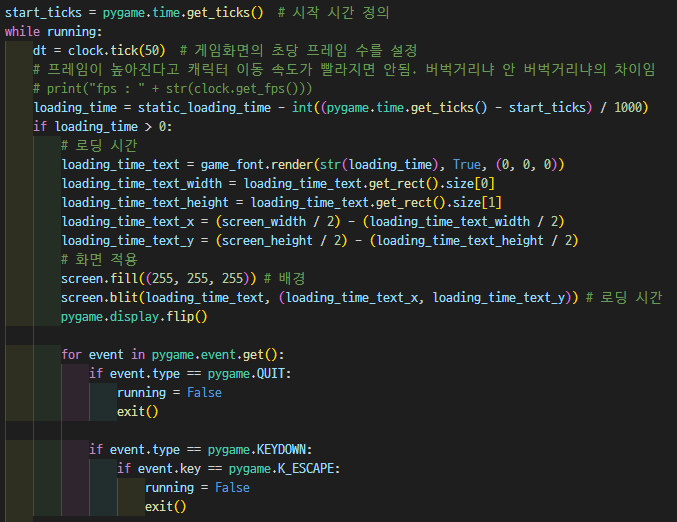 start_ticks = pygame.time.get_ticks()  # 시작 시간 정의
while running:
    dt = clock.tick(50)  # 게임화면의 초당 프레임 수를 설정
    # 프레임이 높아진다고 캐릭터 이동 속도가 빨라지면 안됨. 버벅거리냐 안 버벅거리냐의 차이임
    # print("fps : " + str(clock.get_fps()))
    loading_time = static_loading_time - int((pygame.time.get_ticks() - start_ticks) / 1000)
    if loading_time > 0:
        # 로딩 시간
        loading_time_text = game_font.render(str(loading_time), True, (0, 0, 0))
        loading_time_text_width = loading_time_text.get_rect().size[0]
        loading_time_text_height = loading_time_text.get_rect().size[1]
        loading_time_text_x = (screen_width / 2) - (loading_time_text_width / 2)
        loading_time_text_y = (screen_height / 2) - (loading_time_text_height / 2)
        # 화면 적용
        screen.fill((255, 255, 255)) # 배경
        screen.blit(loading_time_text, (loading_time_text_x, loading_time_text_y)) # 로딩 시간
        pygame.display.flip()

        for event in pygame.event.get():
            if event.type == pygame.QUIT:
                running = False
                exit()

            if event.type == pygame.KEYDOWN:
                if event.key == pygame.K_ESCAPE:
                    running = False
                    exit()